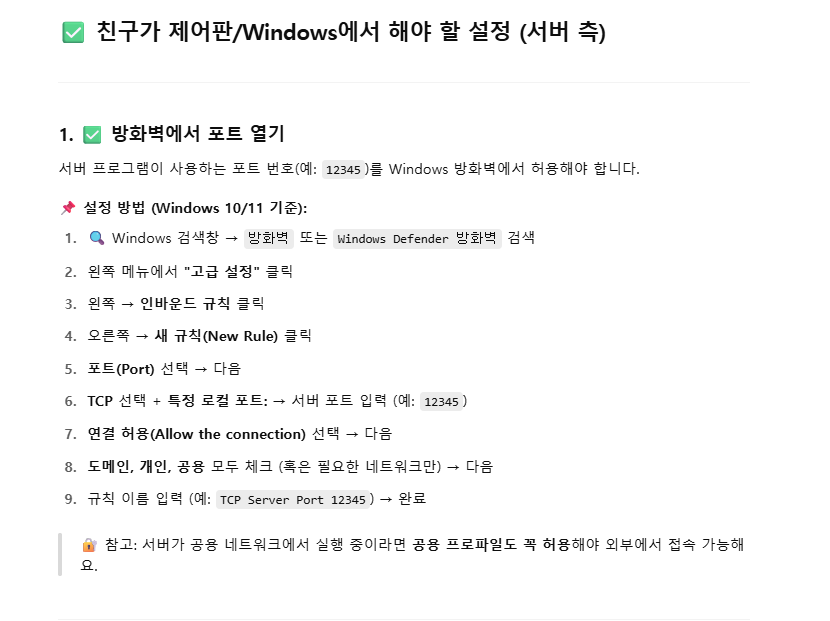 ✅ 친구가 제어판/Windows에서 해야 할 설정 (서버 측)
1. ✅ 방화벽에서 포트 열기
서버 프로그램이 사용하는 포트 번호(예: 12345)를 Windows 방화벽에서 허용해야 합니다.
📌 설정 방법 (Windows 10/11 기준):
1. 🔍 Windows 검색창 → 방화벽 또는 Windows Defender 방화벽 검색
2. 왼쪽 메뉴에서 "고급 설정" 클릭
3. 왼쪽 → 인바운드 규칙 클릭
4. 오른쪽 → 새 규칙(New Rule) 클릭
5. 포트(Port) 선택 → 다음
6. TCP 선택 + 특정 로컬 포트: → 서버 포트 입력 (예: 12345)
7. 연결 허용(Allow the connection) 선택 → 다음
8. 도메인, 개인, 공용 모두 체크 (혹은 필요한 네트워크만) → 다음
9. 규칙 이름 입력 (예: TCP Server Port 12345) → 완료
🔐 참고: 서버가 공용 네트워크에서 실행 중이라면 공용 프로파일도 꼭 허용해야 외부에서 접속 가능해
요.